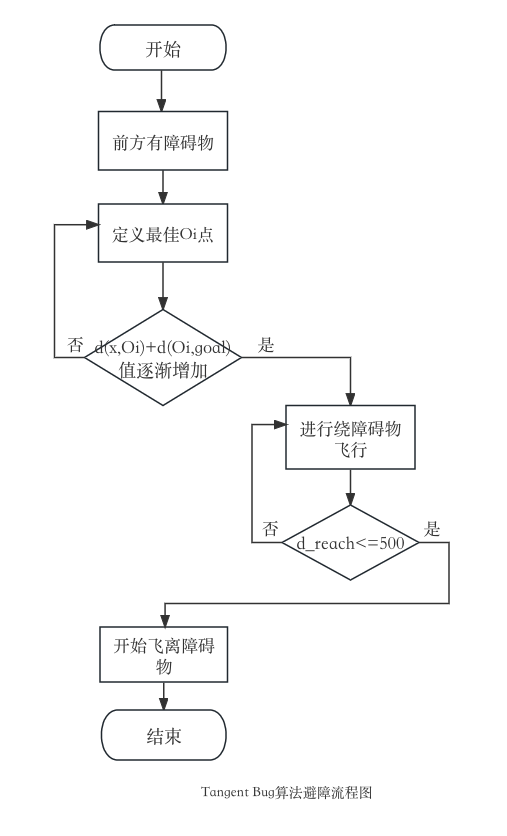 开始
前方有障碍物
定义最佳Oi点
否
d(x,Oi)+d(Oi,goal)
值逐渐增加
是
进行绕障碍物
飞行
否
d_reach<=500
是
开始飞离障碍
物
结束
Tangent Bug算法避障流程图